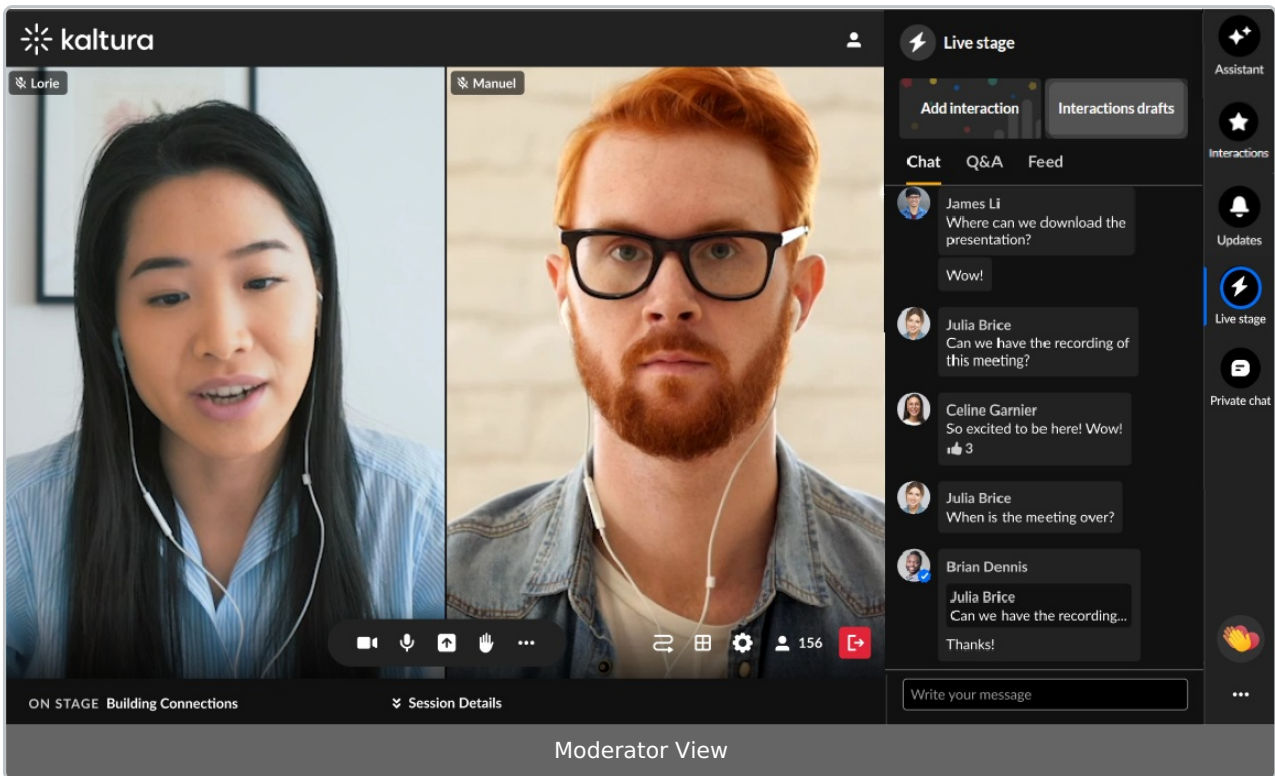 kaltura
Lorie
Manuel
156
ON STAGE Building Connections
Session Details
Live stage
Add interaction
Interactions drafts
Chat
Q&A
Feed
James Li
Where can we download the
presentation?
Wow!
Julia Brice
Can we have the recording of
this meeting?
Celine Garnier
So excited to be here! Wow!
3
Julia Brice
When is the meeting over?
Brian Dennis
Julia Brice
Can we have the recording...
Thanks!
Write your message
Assistant
Interactions
Updates
Live stage
Private chat
Moderator View